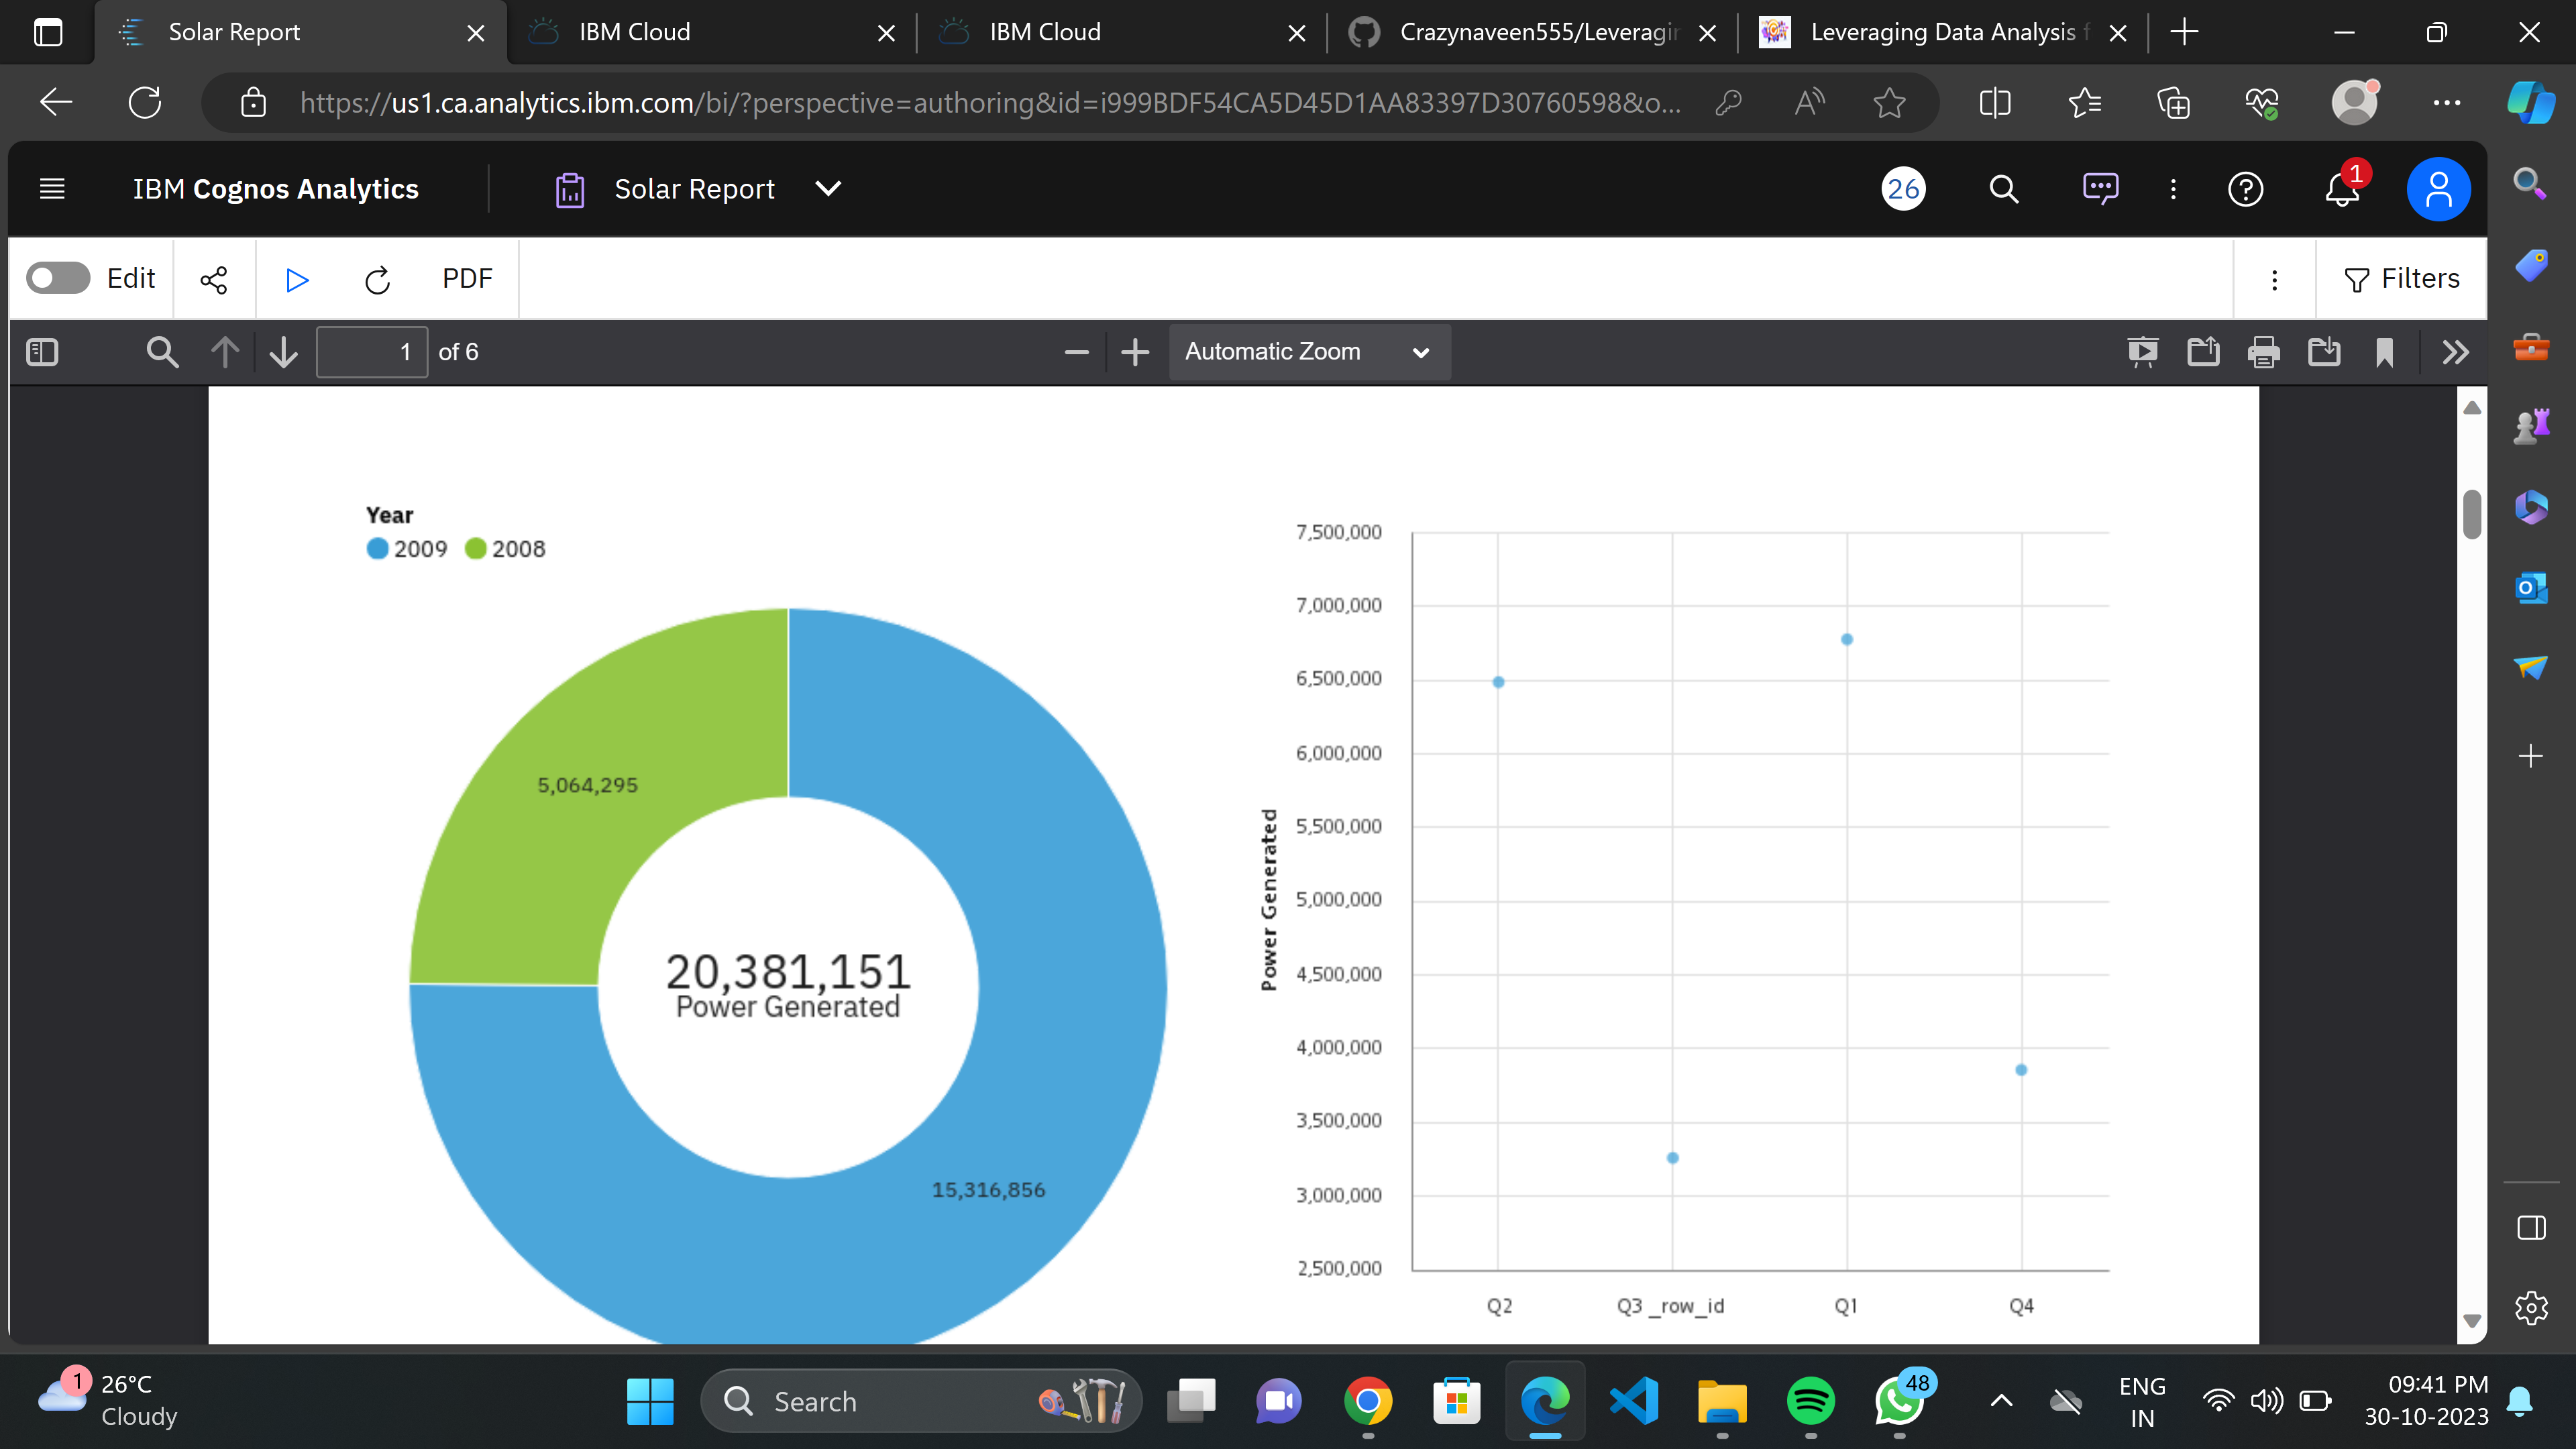 Solar Report
IBM Cloud
IBM Cloud
Crazynaveen555/Leveragin
Leveraging Data Analysis f
https://us1.ca.analytics.ibm.com/bi/?perspective=authoring&id=i999BDF54CA5D45D1AA83397D30760598&o...
IBM Cognos Analytics
Solar Report
26
1
Edit
PDF
Filters
1 of 6
Automatic Zoom
Year
2009 2008
5,064,295
20,381,151
Power Generated
15,316,856
Power Generated
7,500,000
7,000,000
6,500,000
6,000,000
5,500,000
5,000,000
4,500,000
4,000,000
3,500,000
3,000,000
2,500,000
Q2 Q3 _row_id Q1 Q4
1
26°C
Cloudy
Search
48
ENG
IN
09:41 PM
30-10-2023